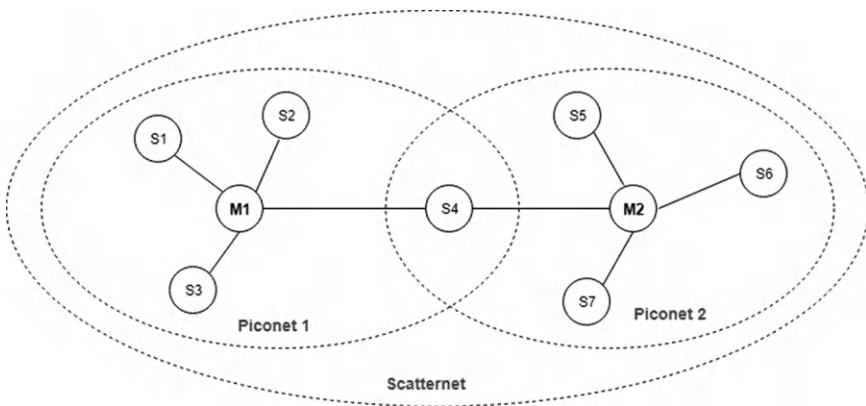 S2
S5
S1
S6
M1
S4
M2
S3
S7
Piconet 1
Piconet 2
Scatternet